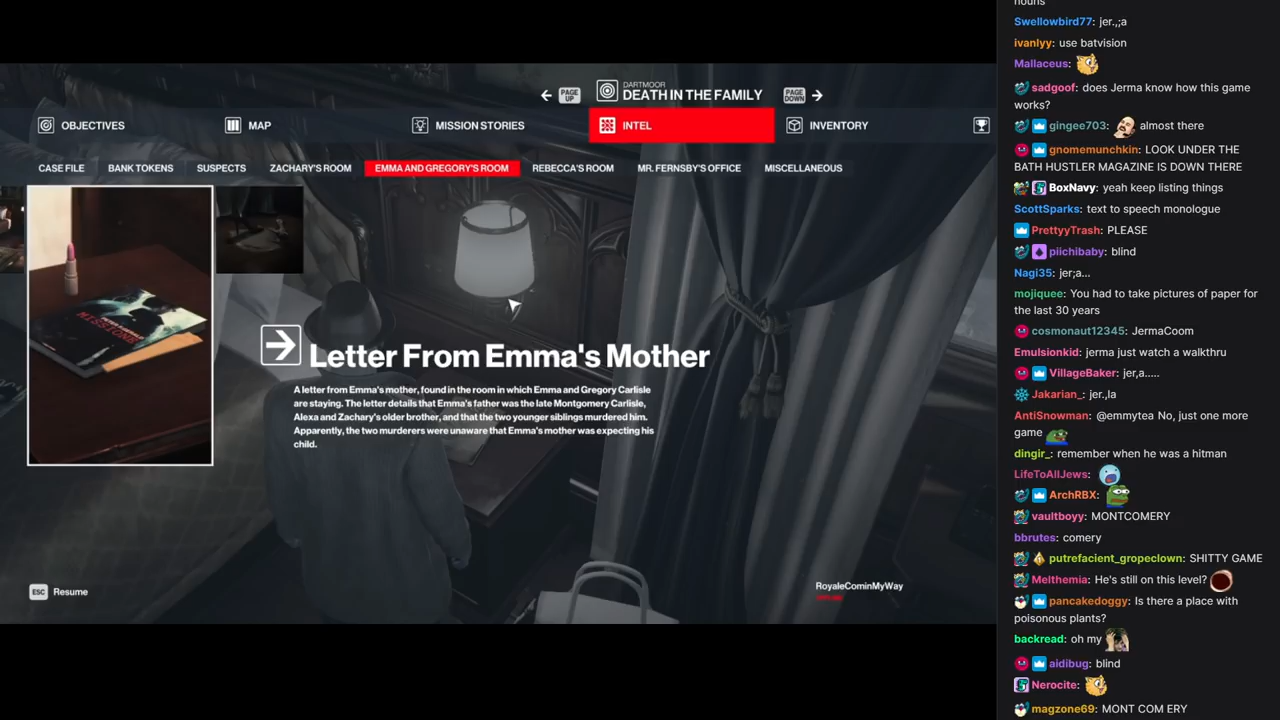 DARTMOOR
DEATH IN THE FAMILY
PAGE UP
PAGE DOWN
OBJECTIVES
MAP
MISSION STORIES
INTEL
INVENTORY
CASE FILE
BANK TOKENS
SUSPECTS
ZACHARY'S ROOM
EMMA AND GREGORY'S ROOM
REBECCA'S ROOM
MR. FERNSBY'S OFFICE
MISCELLANEOUS
Letter From Emma's Mother
A letter from Emma's mother, found in the room in which Emma and Gregory Carlisle
are staying. The letter details that Emma's father was the late Montgomery Carlisle,
Alexa and Zachary's older brother, and that the two younger siblings murdered him.
Apparently, the two murderers were unaware that Emma's mother was expecting his
child.
ESC Resume
RoyaleCominMyWay
nouns
Swellowbird77: jer.,;a
ivanlyy: use batvision
Mallaceus:
sadgoof: does Jerma know how this game
works?
gingee703: almost there
gnomemunchkin: LOOK UNDER THE
BATH HUSTLER MAGAZINE IS DOWN THERE
BoxNavy: yeah keep listing things
ScottSparks: text to speech monologue
PrettyyTrash: PLEASE
piichibaby: blind
Nagi35: jer;a...
mojiquee: You had to take pictures of paper for
the last 30 years
cosmonaut12345: JermaCoom
Emulsionkid: jerma just watch a walkthru
VillageBaker: jer,a.....
Jakarian_: jer.,la
AntiSnowman: @emmytea No, just one more
game
dingir_: remember when he was a hitman
LifeToAllJews:
ArchRBX:
vaultboyy: MONTCOMERY
bbrutes: comery
putrefacient_gropeclown: SHITTY GAME
Melthemia: He's still on this level?
pancakedoggy: Is there a place with
poisonous plants?
backread: oh my
aidibug: blind
Nerocite:
magzone69: MONT COM ERY